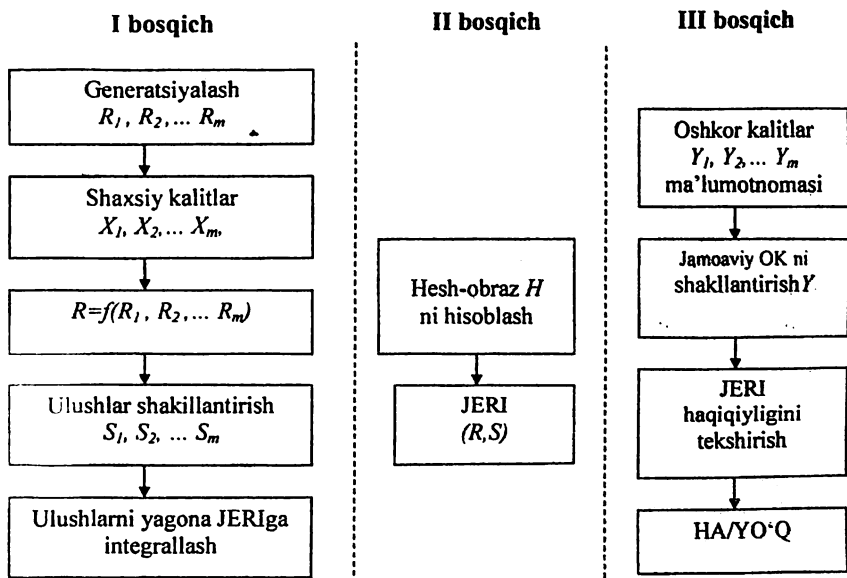 I bosqich
Generatsiyalash
R₁, R₂,... Rₘ
Shaxsiy kalitlar
X₁, X₂,... Xₘ,
R=f(R₁, R₂,... Rₘ)
Ulushlar shakillantirish
S₁, S₂, ... Sₘ
Ulushlarni yagona JERIga
integrallash
II bosqich
Hesh-obraz H
ni hisoblash
JERI
(R,S)
III bosqich
Oshkor kalitlar
Y₁, Y₂,... Yₘ
ma’lumotnomasi
Jamoaviy OK ni
shakllantirish Y
JERI
haqiqiyligini
tekshirish
HA/YO‘Q